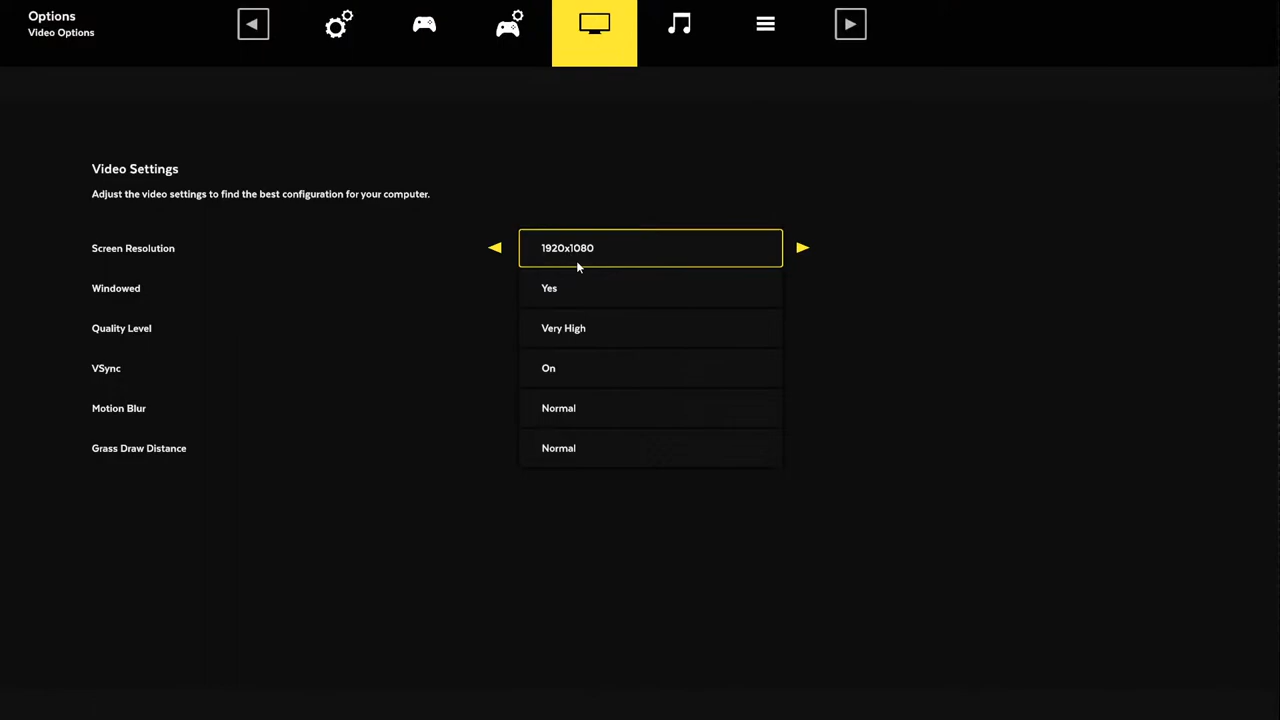 Options
Video Options
Video Settings
Adjust the video settings to find the best configuration for your computer.
Screen Resolution 1920x1080
Windowed Yes
Quality Level Very High
VSync On
Motion Blur Normal
Grass Draw Distance Normal